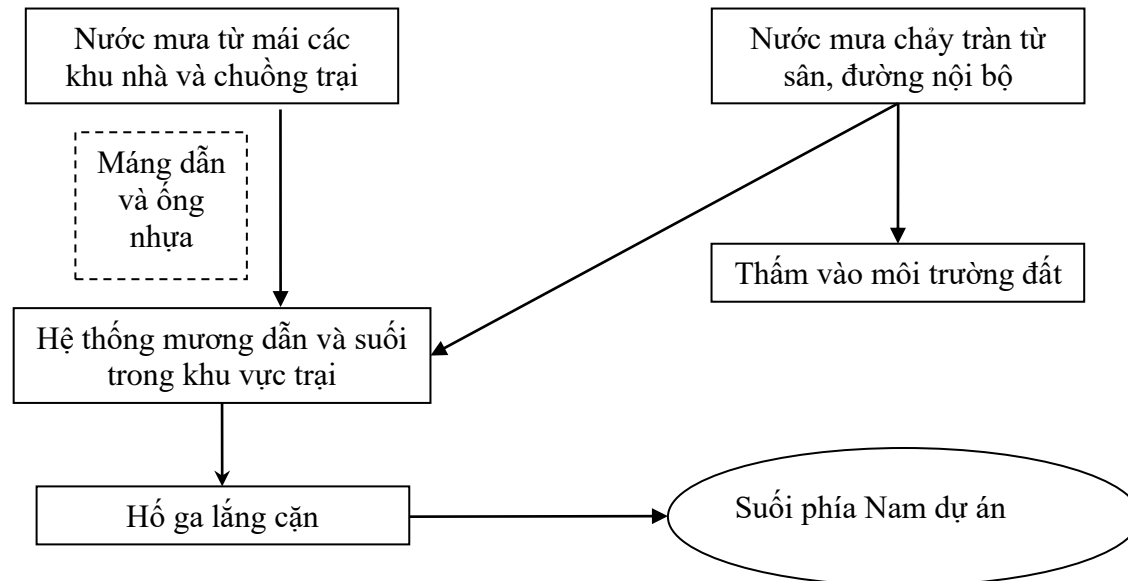 Nước mưa từ mái các
khu nhà và chuồng trại
Nước mưa chảy tràn từ
sân, đường nội bộ
Máng dẫn
và ống
nhựa
Thấm vào môi trường đất
Hệ thống mương dẫn và suối
trong khu vực trại
Hố ga lắng cặn
Suối phía Nam dự án